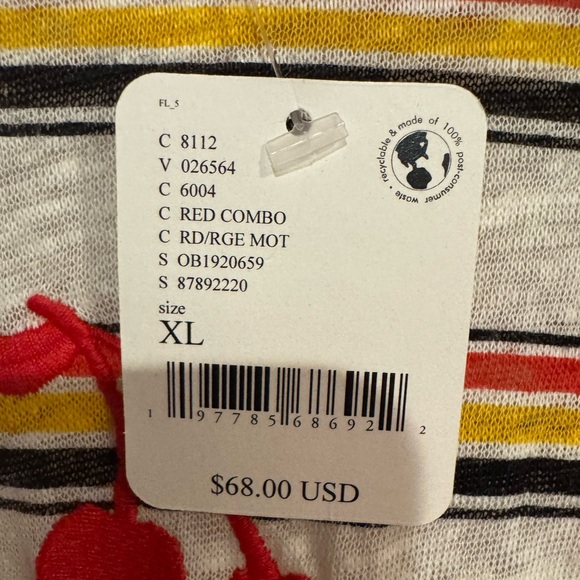 FL_5
C 8112
V 026564
C 6004
C RED COMBO
C RD/RGE MOT
S OB1920659
S 87892220
size
XL
1 97785 68692 2
$68.00 USD
recyclable & made of 100% post-consumer waste •